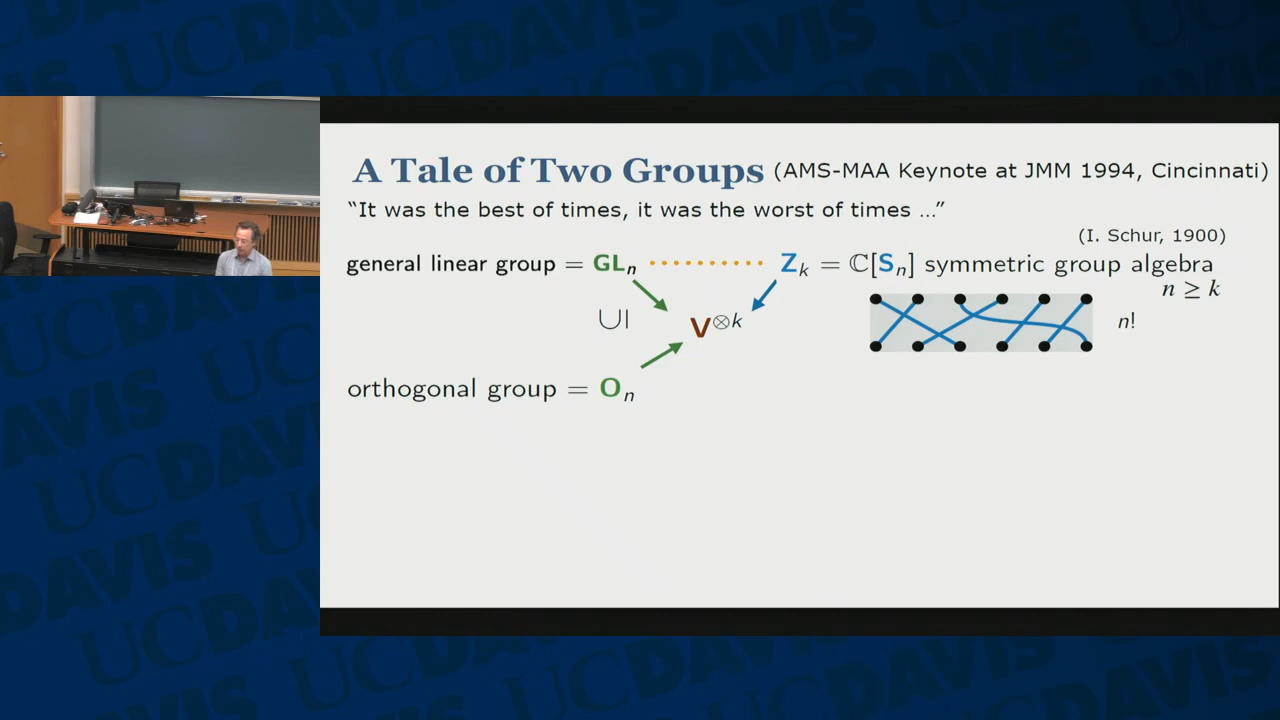 A Tale of Two Groups (AMS-MAA Keynote at JMM 1994, Cincinnati)
“It was the best of times, it was the worst of times …”
(I. Schur, 1900)
general linear group = GLₙ ·········· Zₖ = ℂ[Sₙ] symmetric group algebra
n ≥ k
∪| V^{⊗k} n!
orthogonal group = Oₙ
UCDAVIS